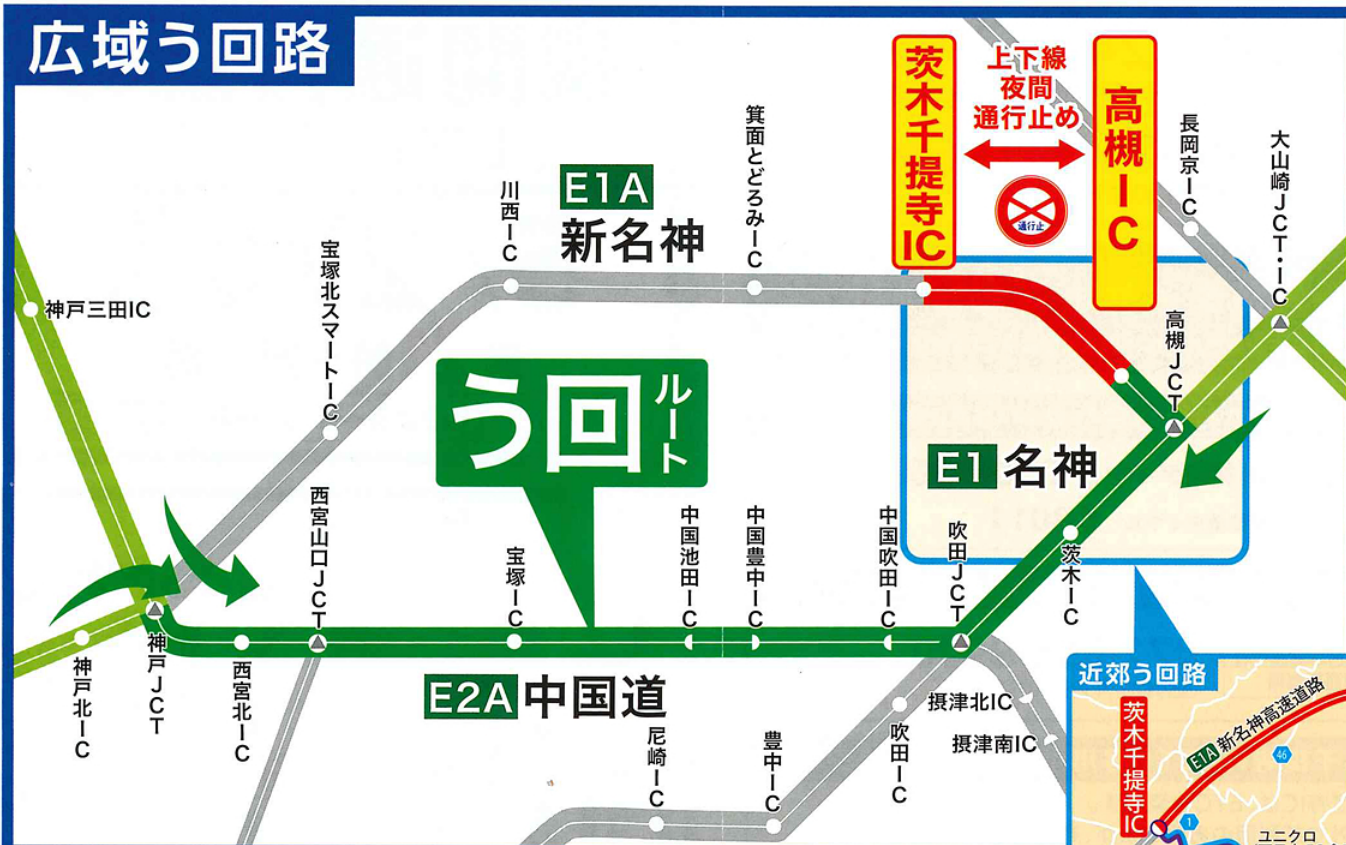 広域う回路
茨木千提寺IC
上下線
夜間
通行止め
通行止
高槻IC
長岡京IC
大山崎JCT・IC
箕面とどろみIC
川西IC
E1A
新名神
宝塚北スマートIC
神戸三田IC
高槻JCT
う回
ルート
E1 名神
西宮山口JCT
宝塚IC
中国池田IC
中国豊中IC
中国吹田IC
吹田JCT
茨木IC
神戸北IC
神戸JCT
西宮北IC
E2A 中国道
尼崎IC
豊中IC
吹田IC
摂津北IC
摂津南IC
近郊う回路
茨木千提寺IC
E1A 新名神高速道路
46
1
ユニクロ